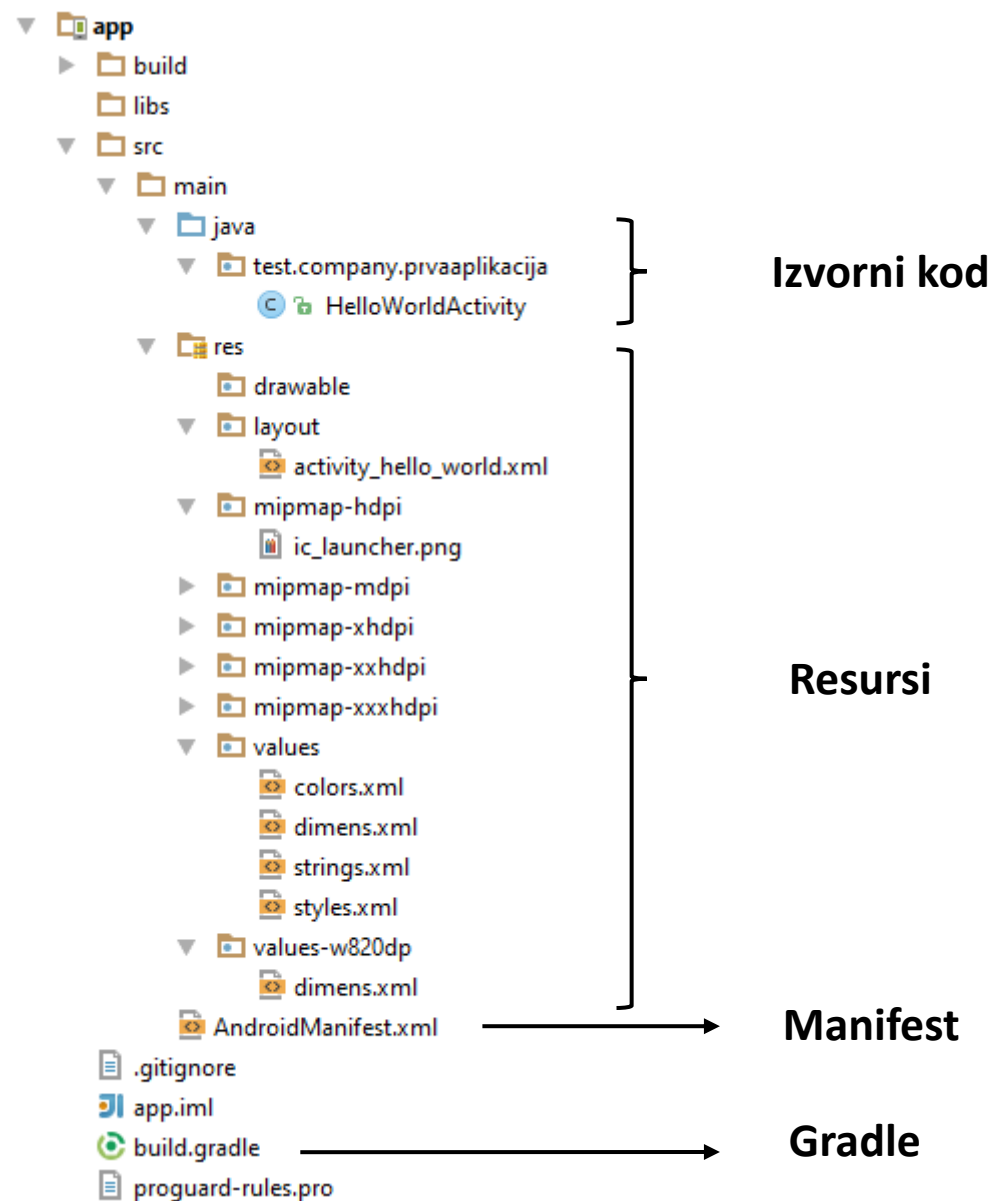 app
build
libs
src
main
java
test.company.prvaaplikacija
C HelloWorldActivity
Izvorni kod
res
drawable
layout
activity_hello_world.xml
mipmap-hdpi
ic_launcher.png
mipmap-mdpi
mipmap-xhdpi
mipmap-xxhdpi
mipmap-xxxhdpi
values
colors.xml
dimens.xml
strings.xml
styles.xml
values-w820dp
dimens.xml
Resursi
AndroidManifest.xml
Manifest
.gitignore
app.iml
build.gradle
Gradle
proguard-rules.pro